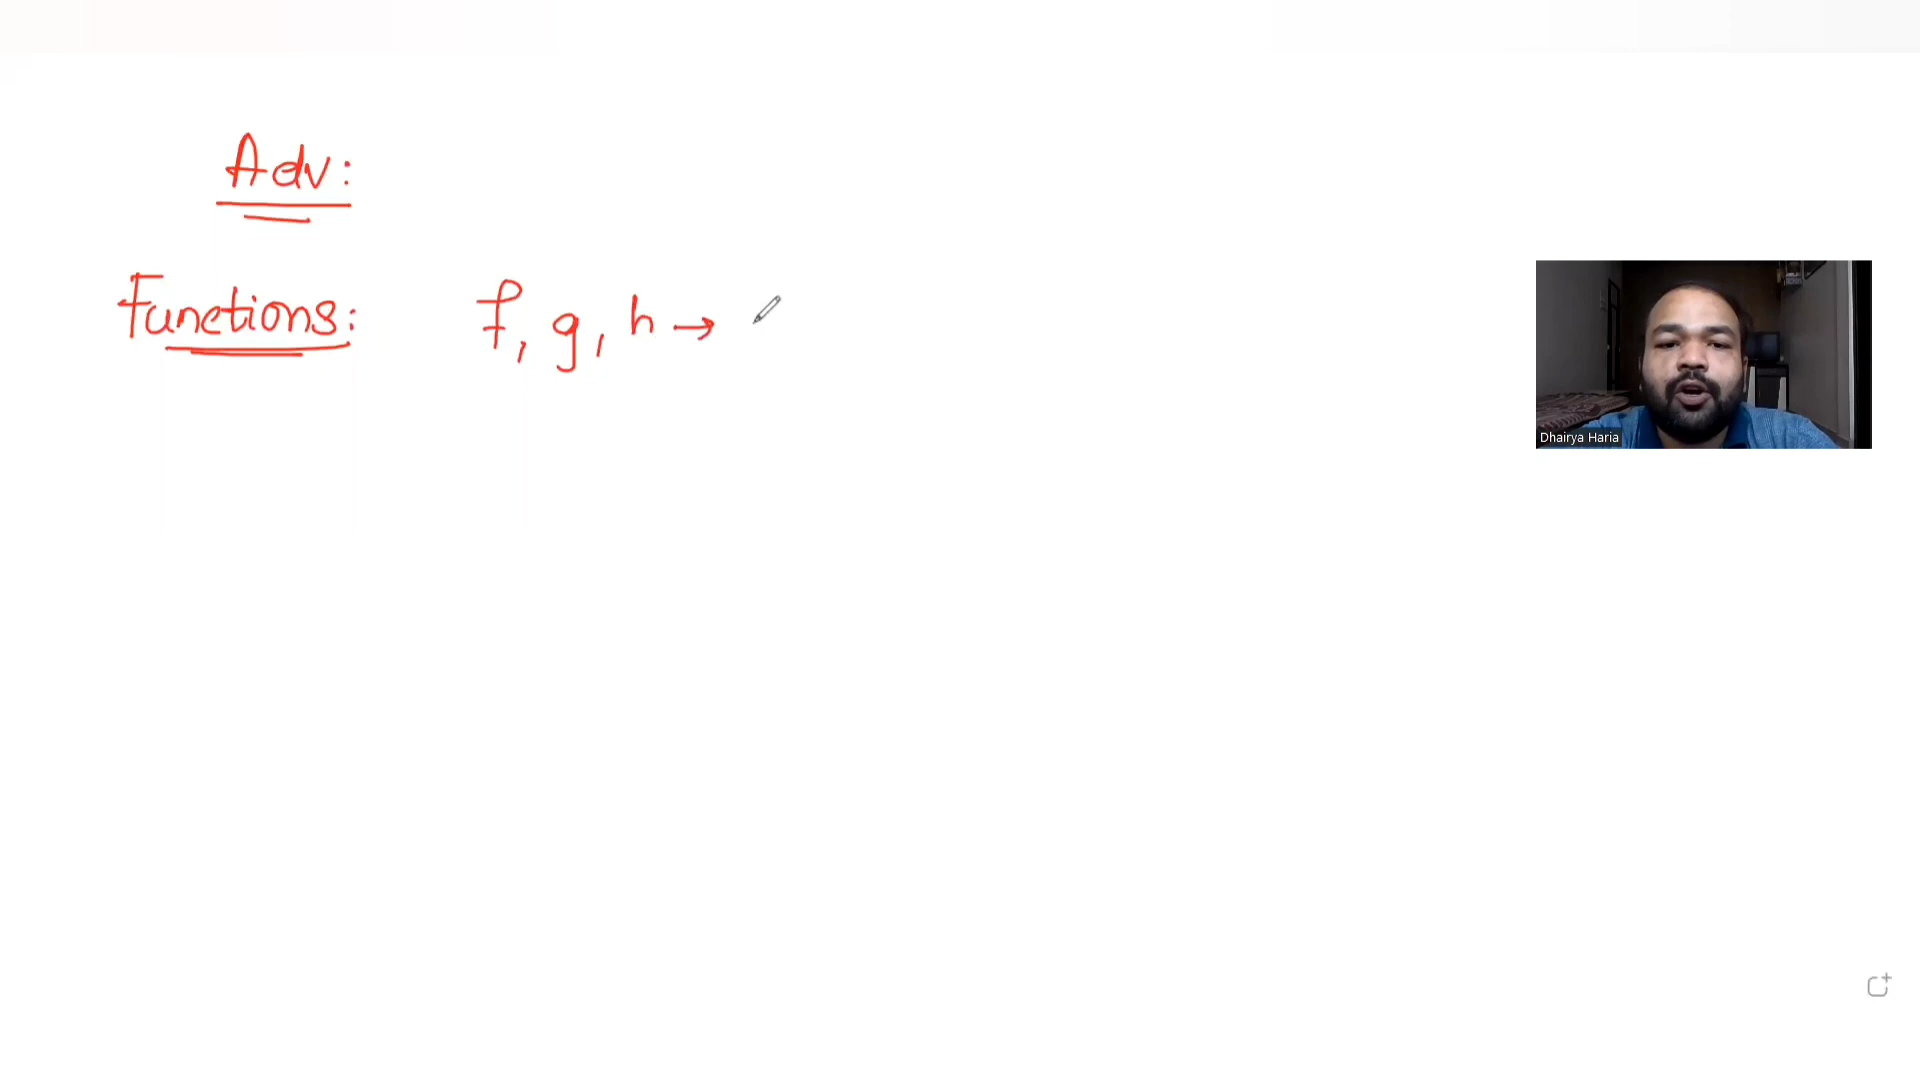 Adv:
Functions: f, g, h →
Dhairya Haria